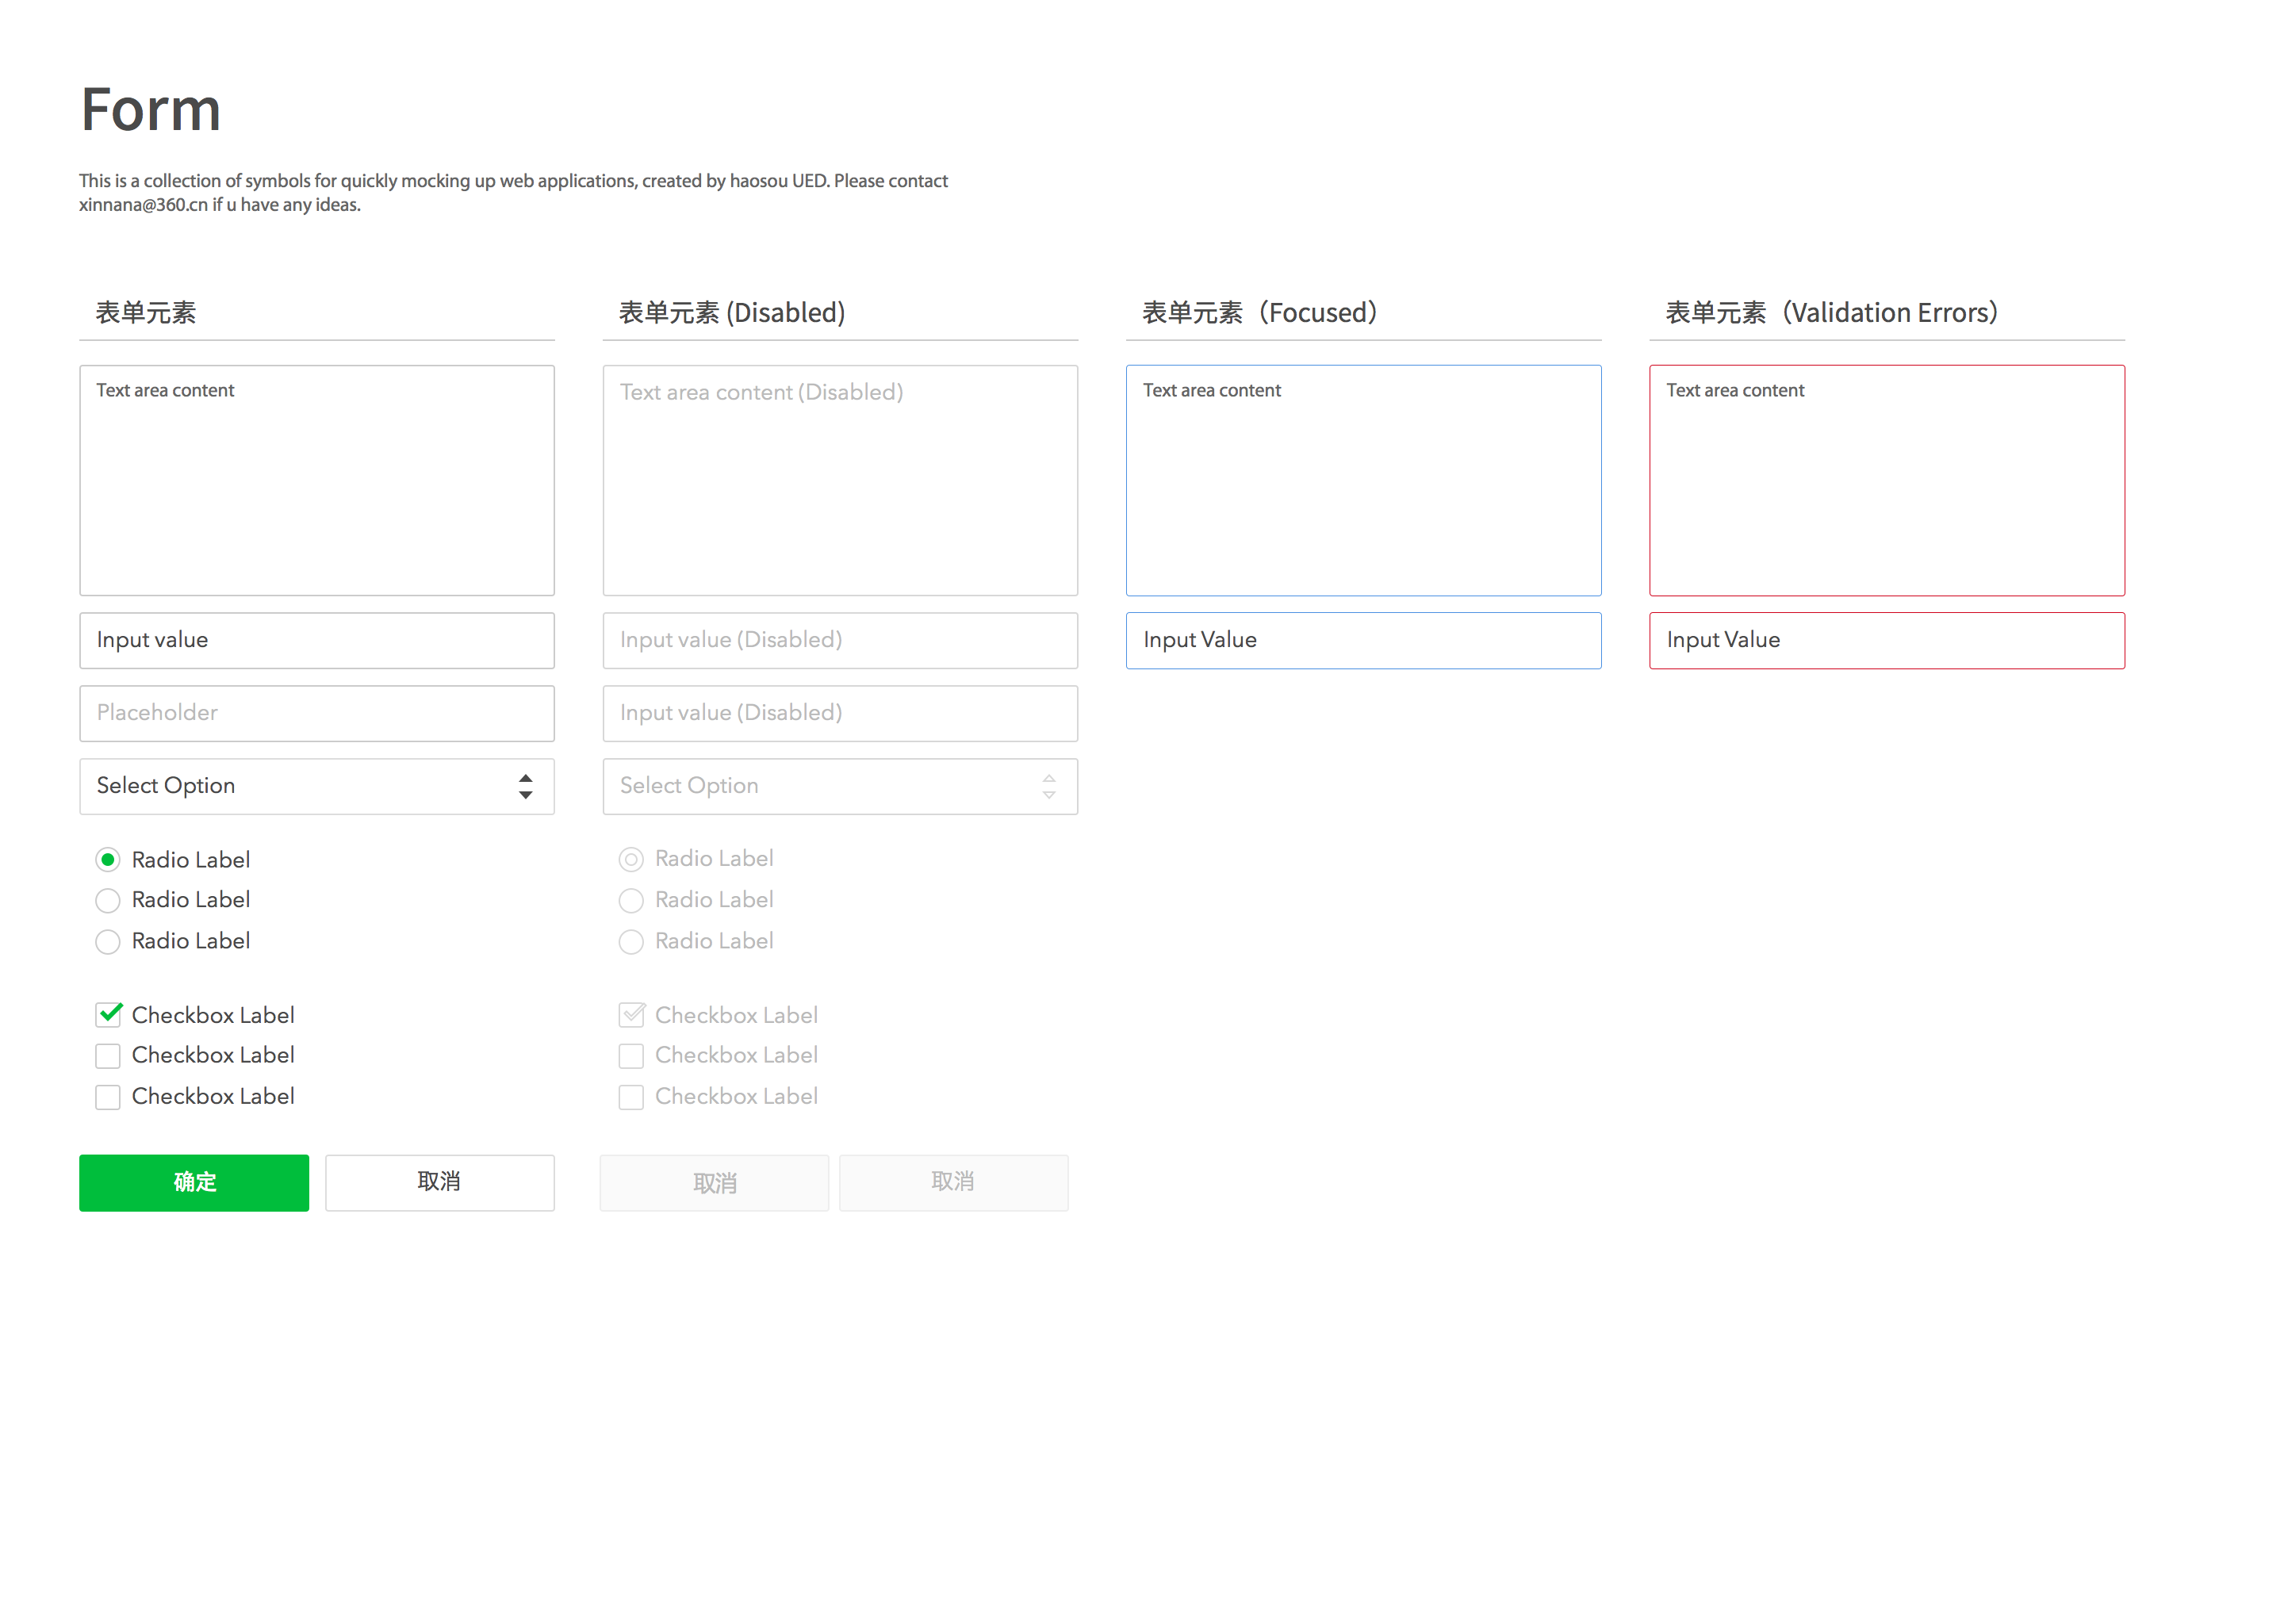 Form
This is a collection of symbols for quickly mocking up web applications, created by haosou UED. Please contact
xinnana@360.cn if u have any ideas.
表单元素
Text area content
Input value
Placeholder
Select Option
Radio Label
Radio Label
Radio Label
Checkbox Label
Checkbox Label
Checkbox Label
确定
取消
表单元素 (Disabled)
Text area content (Disabled)
Input value (Disabled)
Input value (Disabled)
Select Option
Radio Label
Radio Label
Radio Label
Checkbox Label
Checkbox Label
Checkbox Label
取消
取消
表单元素（Focused）
Text area content
Input Value
表单元素（Validation Errors）
Text area content
Input Value